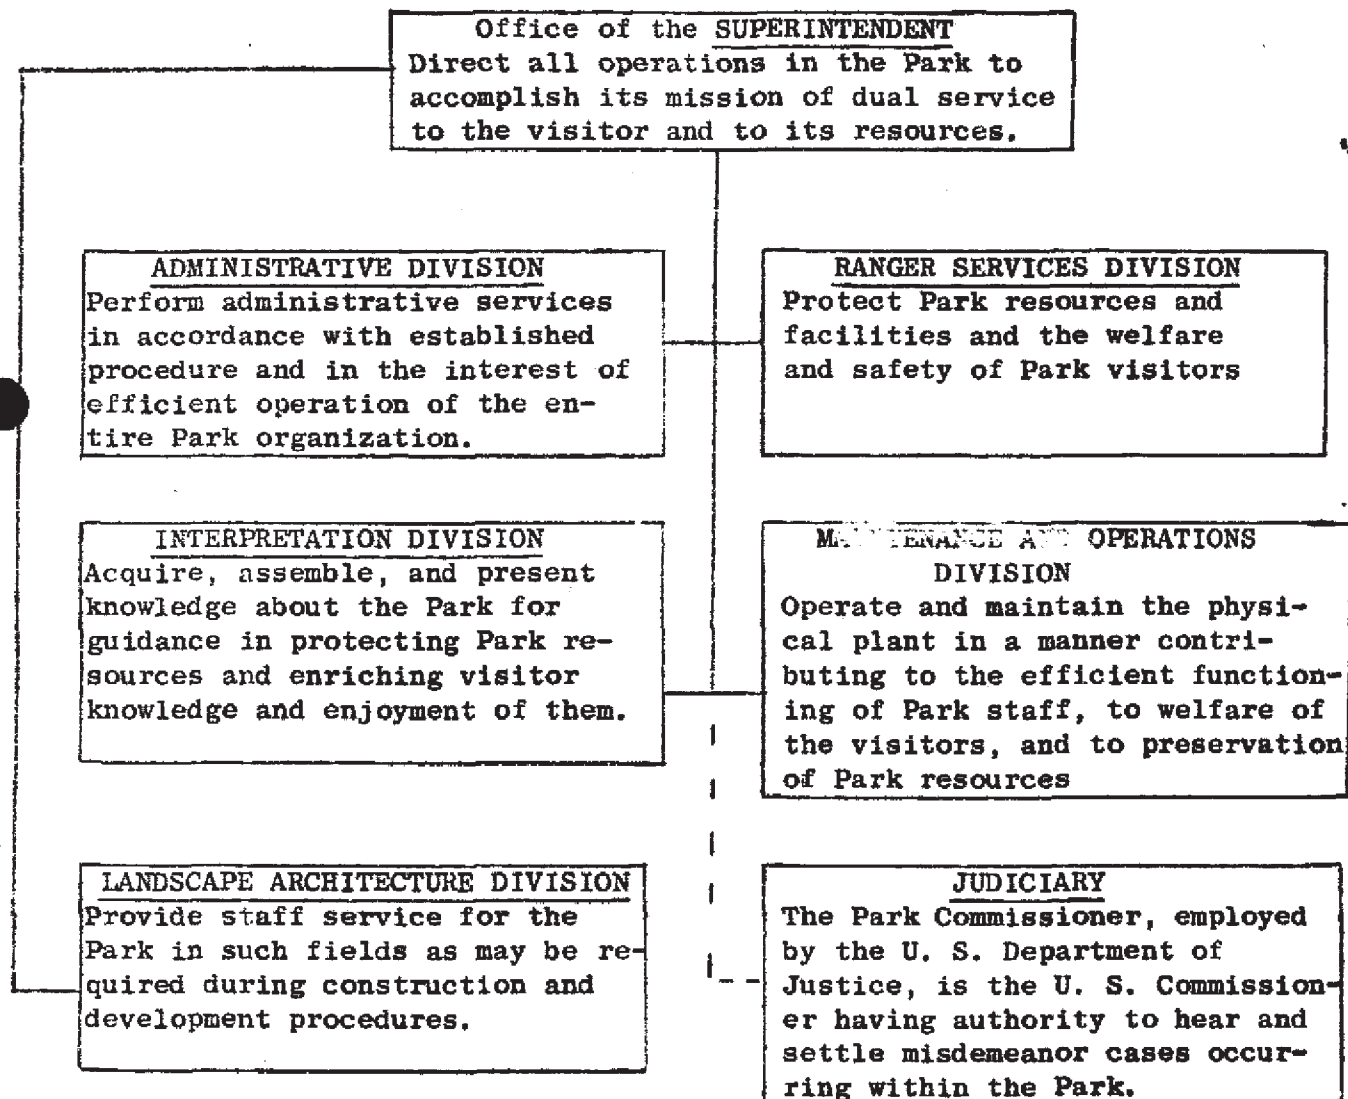 Office of the SUPERINTENDENT
Direct all operations in the Park to
accomplish its mission of dual service
to the visitor and to its resources.
ADMINISTRATIVE DIVISION
Perform administrative services
in accordance with established
procedure and in the interest of
efficient operation of the en-
tire Park organization.
RANGER SERVICES DIVISION
Protect Park resources and
facilities and the welfare
and safety of Park visitors
INTERPRETATION DIVISION
Acquire, assemble, and present
knowledge about the Park for
guidance in protecting Park re-
sources and enriching visitor
knowledge and enjoyment of them.
MAINTENANCE AND OPERATIONS
DIVISION
Operate and maintain the physi-
cal plant in a manner contri-
buting to the efficient function-
ing of Park staff, to welfare of
the visitors, and to preservation
of Park resources
LANDSCAPE ARCHITECTURE DIVISION
Provide staff service for the
Park in such fields as may be re-
quired during construction and
development procedures.
JUDICIARY
The Park Commissioner, employed
by the U. S. Department of
Justice, is the U. S. Commission-
er having authority to hear and
settle misdemeanor cases occur-
ring within the Park.